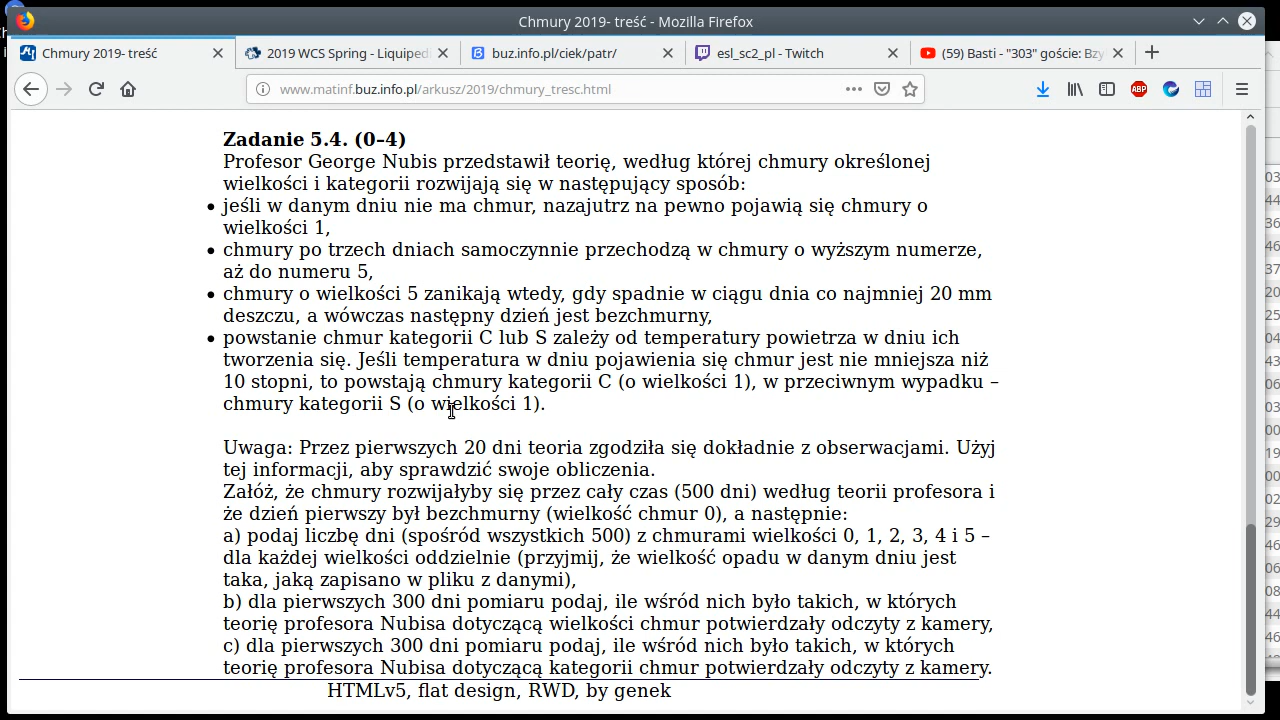 Chmury 2019- treść - Mozilla Firefox
Chmury 2019- treść
2019 WCS Spring - Liquipedi
buz.info.pl/ciek/patr/
esl_sc2_pl - Twitch
(59) Basti - "303" goście: Bzy
www.matinf.buz.info.pl/arkusz/2019/chmury_tresc.html
ABP
Zadanie 5.4. (0–4)
Profesor George Nubis przedstawił teorię, według której chmury określonej
wielkości i kategorii rozwijają się w następujący sposób:
• jeśli w danym dniu nie ma chmur, nazajutrz na pewno pojawią się chmury o
wielkości 1,
• chmury po trzech dniach samoczynnie przechodzą w chmury o wyższym numerze,
aż do numeru 5,
• chmury o wielkości 5 zanikają wtedy, gdy spadnie w ciągu dnia co najmniej 20 mm
deszczu, a wówczas następny dzień jest bezchmurny,
• powstanie chmur kategorii C lub S zależy od temperatury powietrza w dniu ich
tworzenia się. Jeśli temperatura w dniu pojawienia się chmur jest nie mniejsza niż
10 stopni, to powstają chmury kategorii C (o wielkości 1), w przeciwnym wypadku –
chmury kategorii S (o wielkości 1).
Uwaga: Przez pierwszych 20 dni teoria zgodziła się dokładnie z obserwacjami. Użyj
tej informacji, aby sprawdzić swoje obliczenia.
Załóż, że chmury rozwijałyby się przez cały czas (500 dni) według teorii profesora i
że dzień pierwszy był bezchmurny (wielkość chmur 0), a następnie:
a) podaj liczbę dni (spośród wszystkich 500) z chmurami wielkości 0, 1, 2, 3, 4 i 5 –
dla każdej wielkości oddzielnie (przyjmij, że wielkość opadu w danym dniu jest
taka, jaką zapisano w pliku z danymi),
b) dla pierwszych 300 dni pomiaru podaj, ile wśród nich było takich, w których
teorię profesora Nubisa dotyczącą wielkości chmur potwierdzały odczyty z kamery,
c) dla pierwszych 300 dni pomiaru podaj, ile wśród nich było takich, w których
teorię profesora Nubisa dotyczącą kategorii chmur potwierdzały odczyty z kamery.
HTMLv5, flat design, RWD, by genek